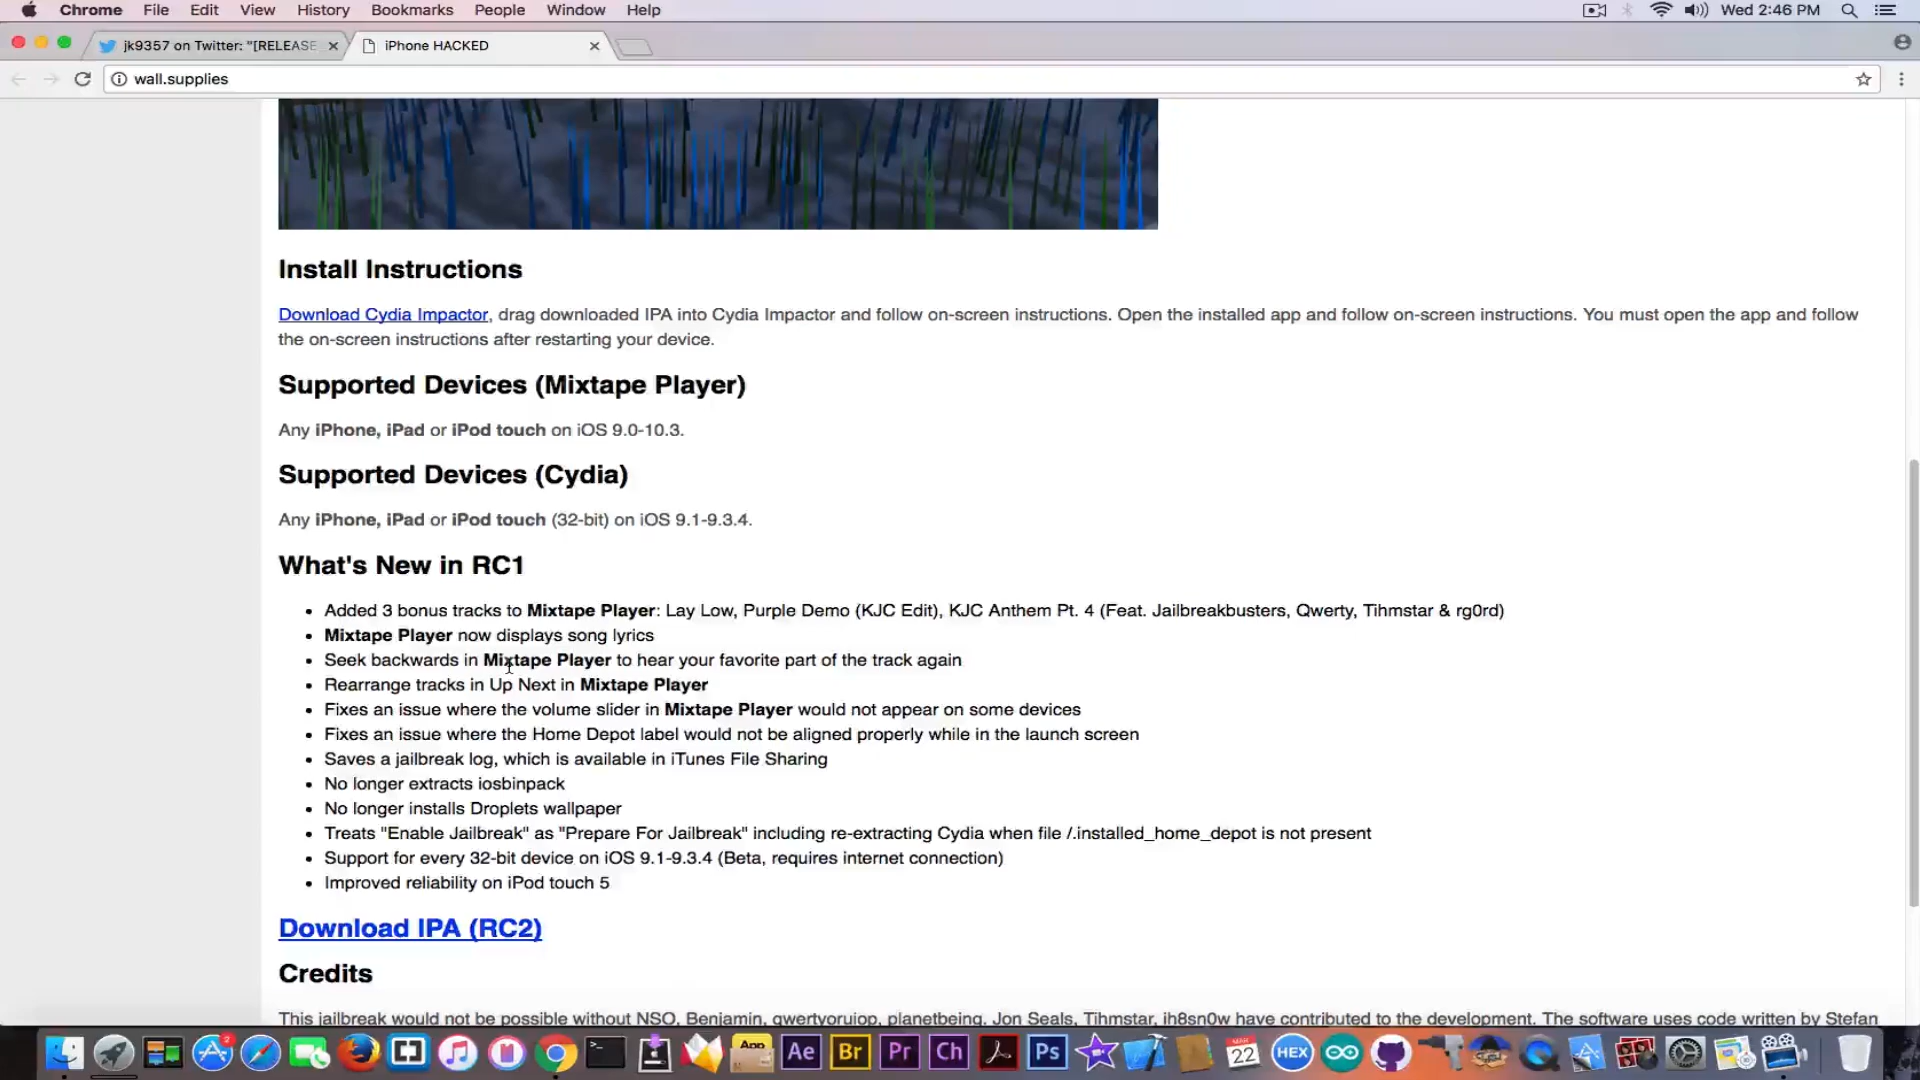 Chrome File Edit View History Bookmarks People Window Help Wed 2:46 PM
jk9357 on Twitter: "[RELEASE iPhone HACKED
wall.supplies
Install Instructions
Download Cydia Impactor, drag downloaded IPA into Cydia Impactor and follow on-screen instructions. Open the installed app and follow on-screen instructions. You must open the app and follow
the on-screen instructions after restarting your device.
Supported Devices (Mixtape Player)
Any iPhone, iPad or iPod touch on iOS 9.0-10.3.
Supported Devices (Cydia)
Any iPhone, iPad or iPod touch (32-bit) on iOS 9.1-9.3.4.
What's New in RC1
• Added 3 bonus tracks to Mixtape Player: Lay Low, Purple Demo (KJC Edit), KJC Anthem Pt. 4 (Feat. Jailbreakbusters, Qwerty, Tihmstar & rg0rd)
• Mixtape Player now displays song lyrics
• Seek backwards in Mixtape Player to hear your favorite part of the track again
• Rearrange tracks in Up Next in Mixtape Player
• Fixes an issue where the volume slider in Mixtape Player would not appear on some devices
• Fixes an issue where the Home Depot label would not be aligned properly while in the launch screen
• Saves a jailbreak log, which is available in iTunes File Sharing
• No longer extracts iosbinpack
• No longer installs Droplets wallpaper
• Treats "Enable Jailbreak" as "Prepare For Jailbreak" including re-extracting Cydia when file /.installed_home_depot is not present
• Support for every 32-bit device on iOS 9.1-9.3.4 (Beta, requires internet connection)
• Improved reliability on iPod touch 5
Download IPA (RC2)
Credits
This jailbreak would not be possible without NSO, Benjamin, qwertyoruiop, planetbeing, Jon Seals, Tihmstar, ih8sn0w have contributed to the development. The software uses code written by Stefan
App Ae Br Pr Ch Ps MAR 22 HEX